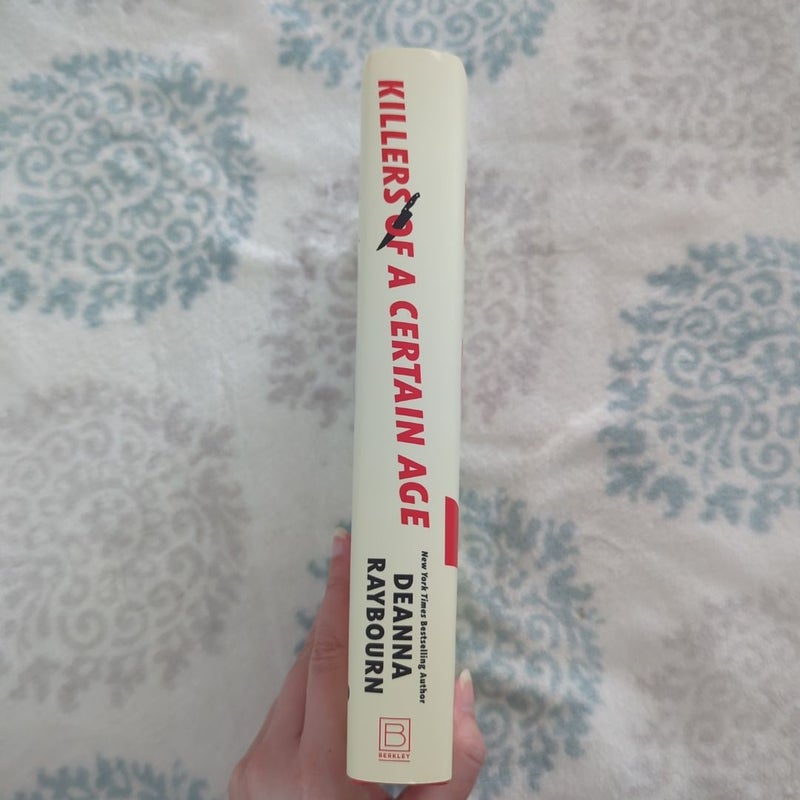 KILLERS OF A CERTAIN AGE
New York Times Bestselling Author
DEANNA
RAYBOURN
B
BERKLEY